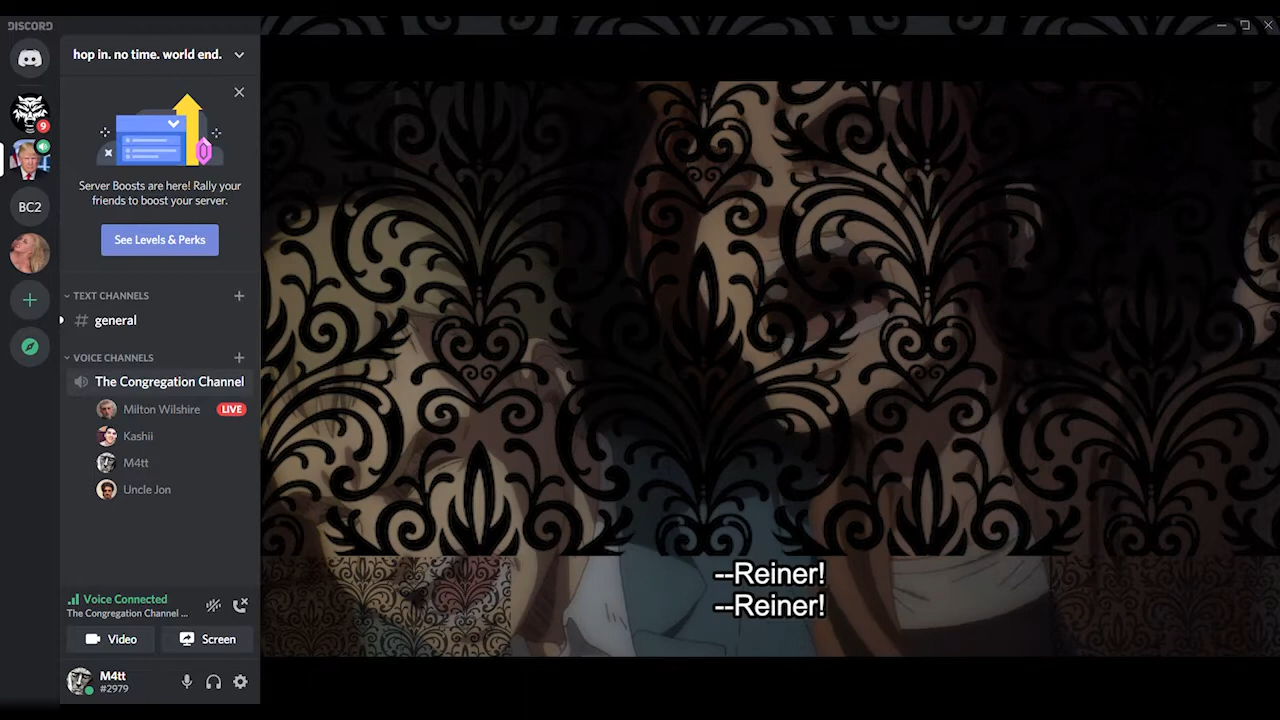 DISCORD
hop in. no time. world end.
9
BC2
Server Boosts are here! Rally your
friends to boost your server.
See Levels & Perks
TEXT CHANNELS
# general
VOICE CHANNELS
The Congregation Channel
Milton Wilshire LIVE
Kashii
M4tt
Uncle Jon
--Reiner!
--Reiner!
Voice Connected
The Congregation Channel ...
Video Screen
M4tt
#2979